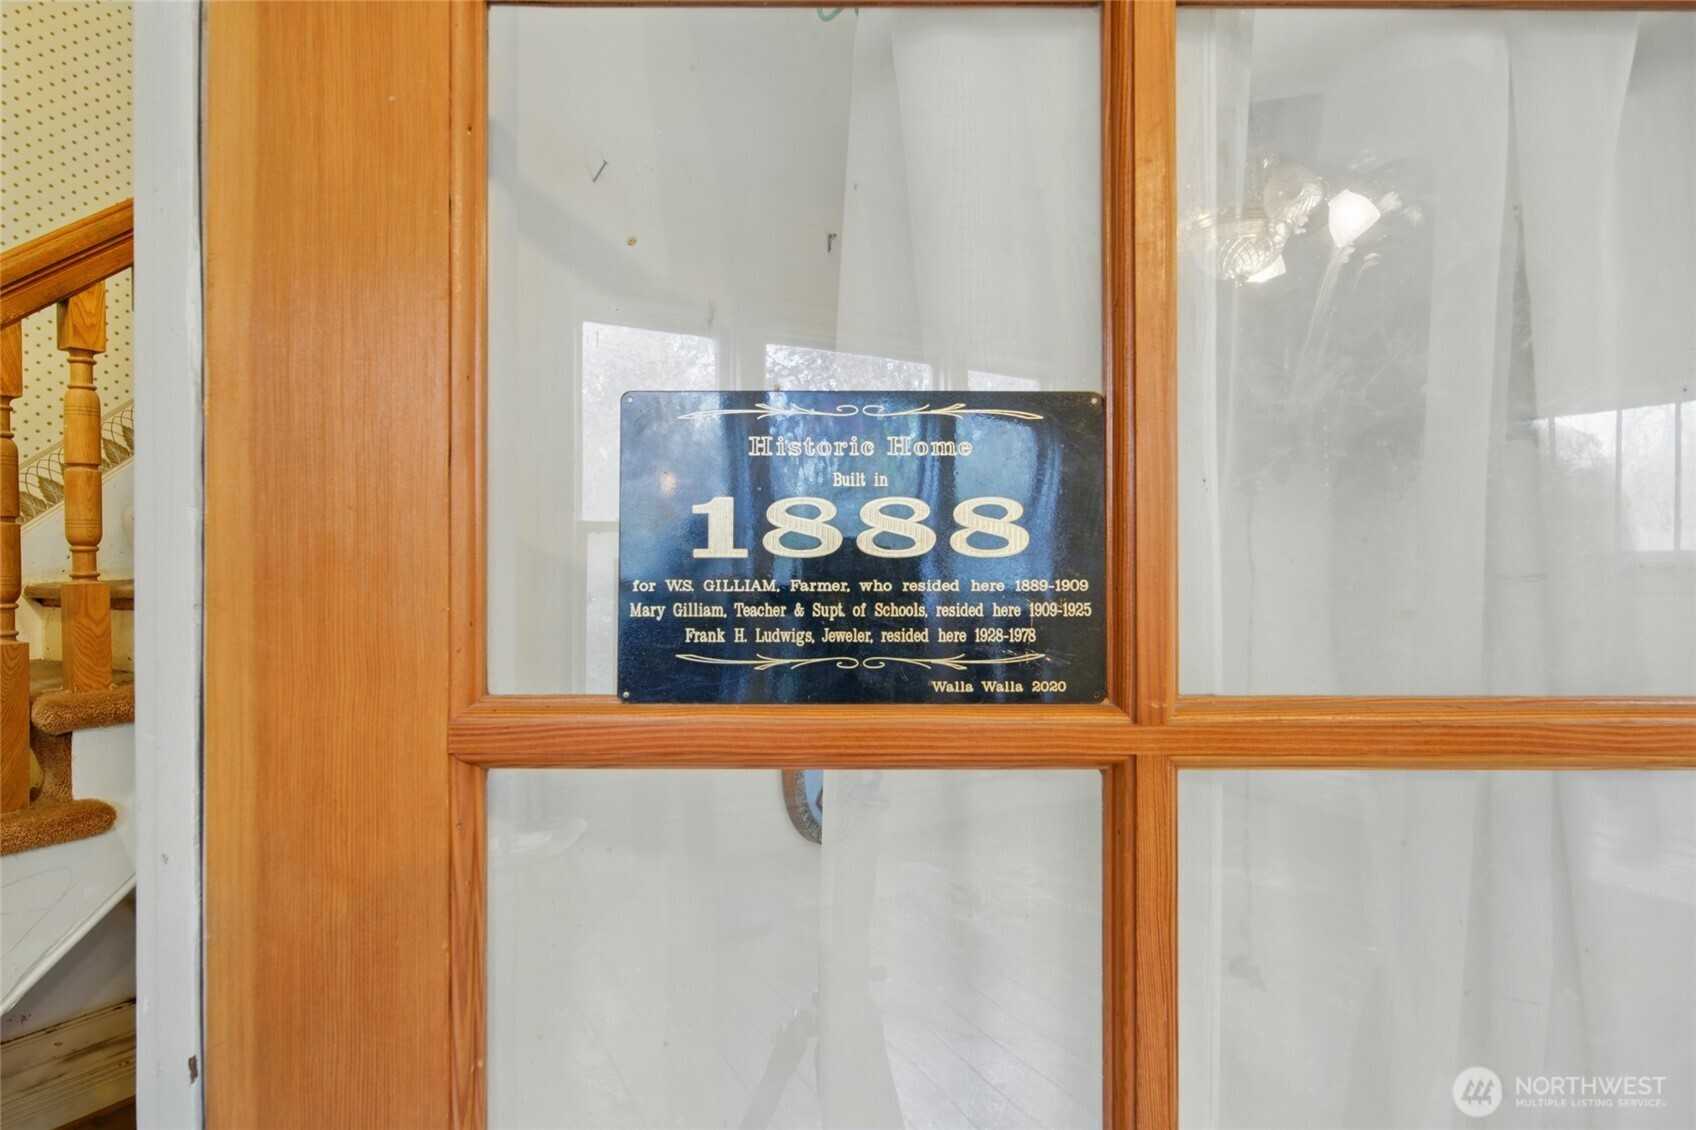 Historic Home
Built in
1888
for W.S. GILLIAM, Farmer, who resided here 1889-1909
Mary Gilliam, Teacher & Supt. of Schools, resided here 1909-1925
Frank H. Ludwigs, Jeweler, resided here 1928-1978
Walla Walla 2020
NORTHWEST
MULTIPLE LISTING SERVICE